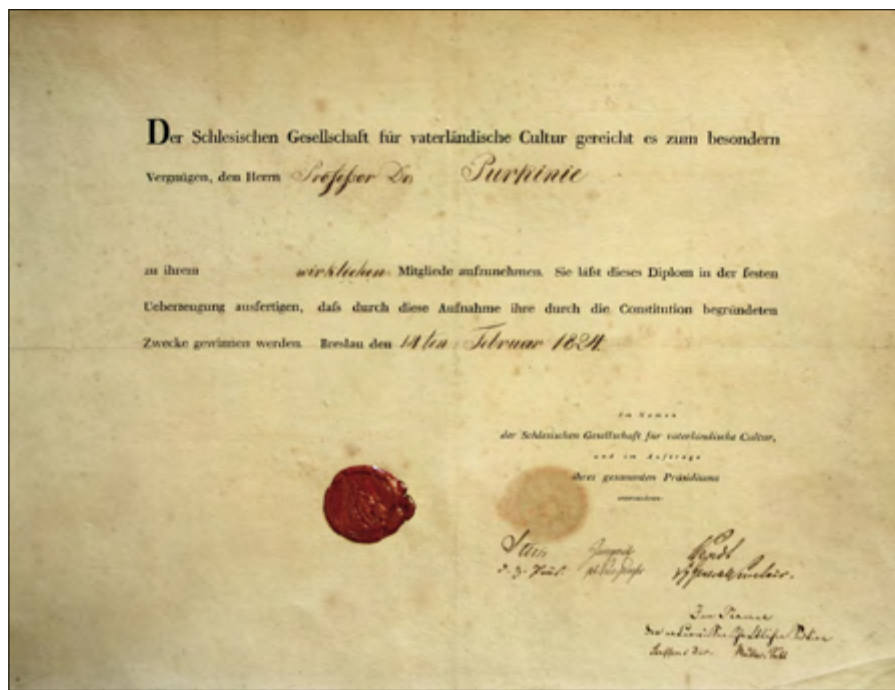 Der Schlesischen Gesellschaft für vaterländische Cultur gereicht es zum besondern
Vergnügen, den Herrn Professor Dr. Purkinie
zu ihrem wirklichen Mitgliede aufzunehmen. Sie läſst dieses Diplom in der festen
Ueberzeugung ausfertigen, daſs durch diese Aufnahme ihre durch die Constitution begründeten
Zwecke gewinnen werden. Breslau den 14ten Februar 1824.
Im Namen
der Schlesischen Gesellschaft für vaterländische Cultur,
und im Auftrage
ihres gesammten Präsidiums
Der